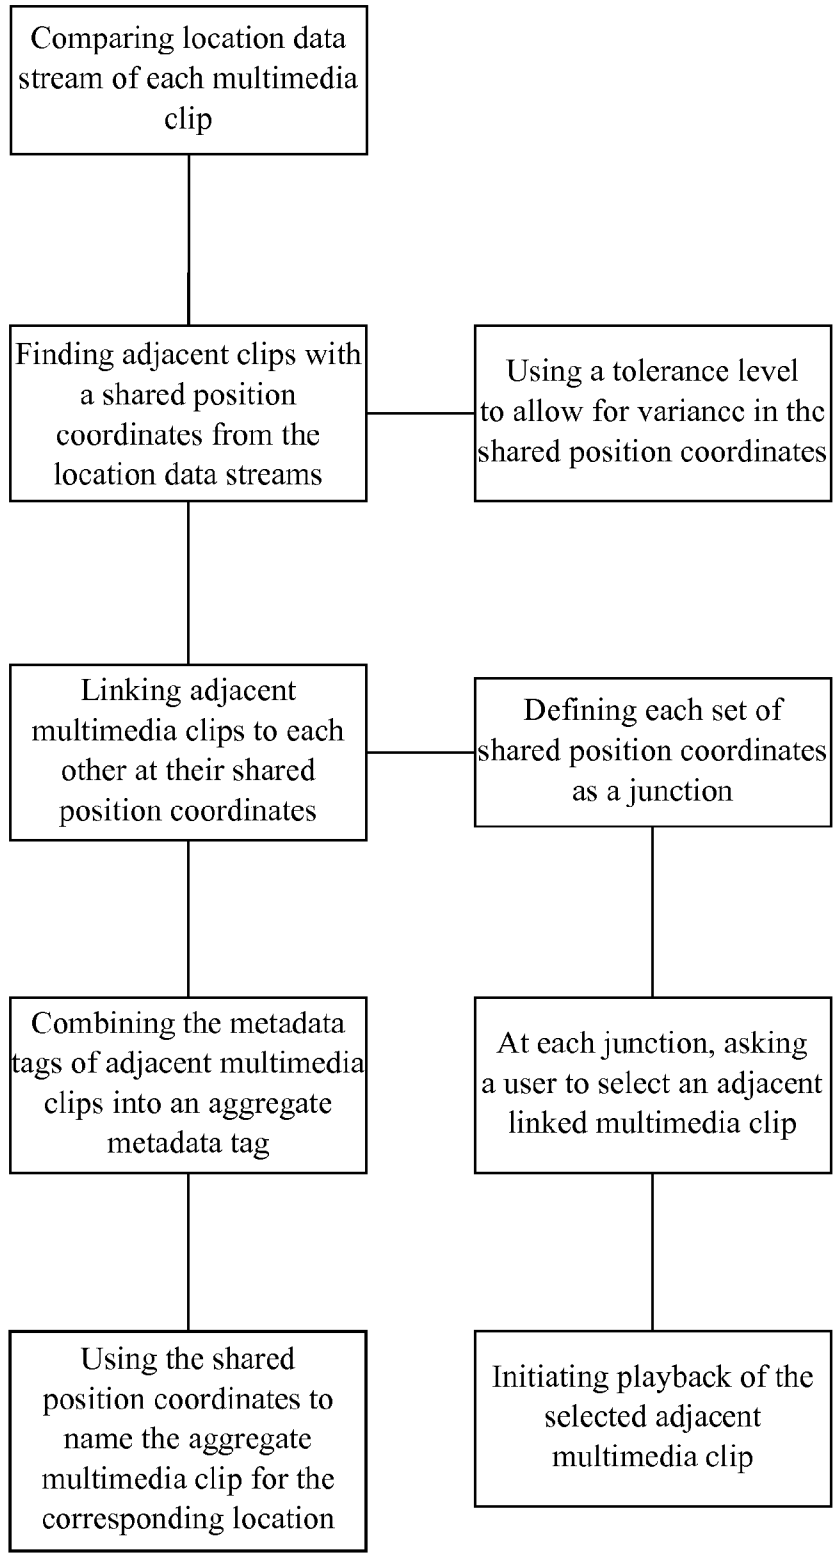 Comparing location data
stream of each multimedia
clip
Finding adjacent clips with
a shared position
coordinates from the
location data streams
Using a tolerance level
to allow for variance in the
shared position coordinates
Linking adjacent
multimedia clips to each
other at their shared
position coordinates
Defining each set of
shared position coordinates
as a junction
Combining the metadata
tags of adjacent multimedia
clips into an aggregate
metadata tag
At each junction, asking
a user to select an adjacent
linked multimedia clip
Using the shared
position coordinates to
name the aggregate
multimedia clip for the
corresponding location
Initiating playback of the
selected adjacent
multimedia clip